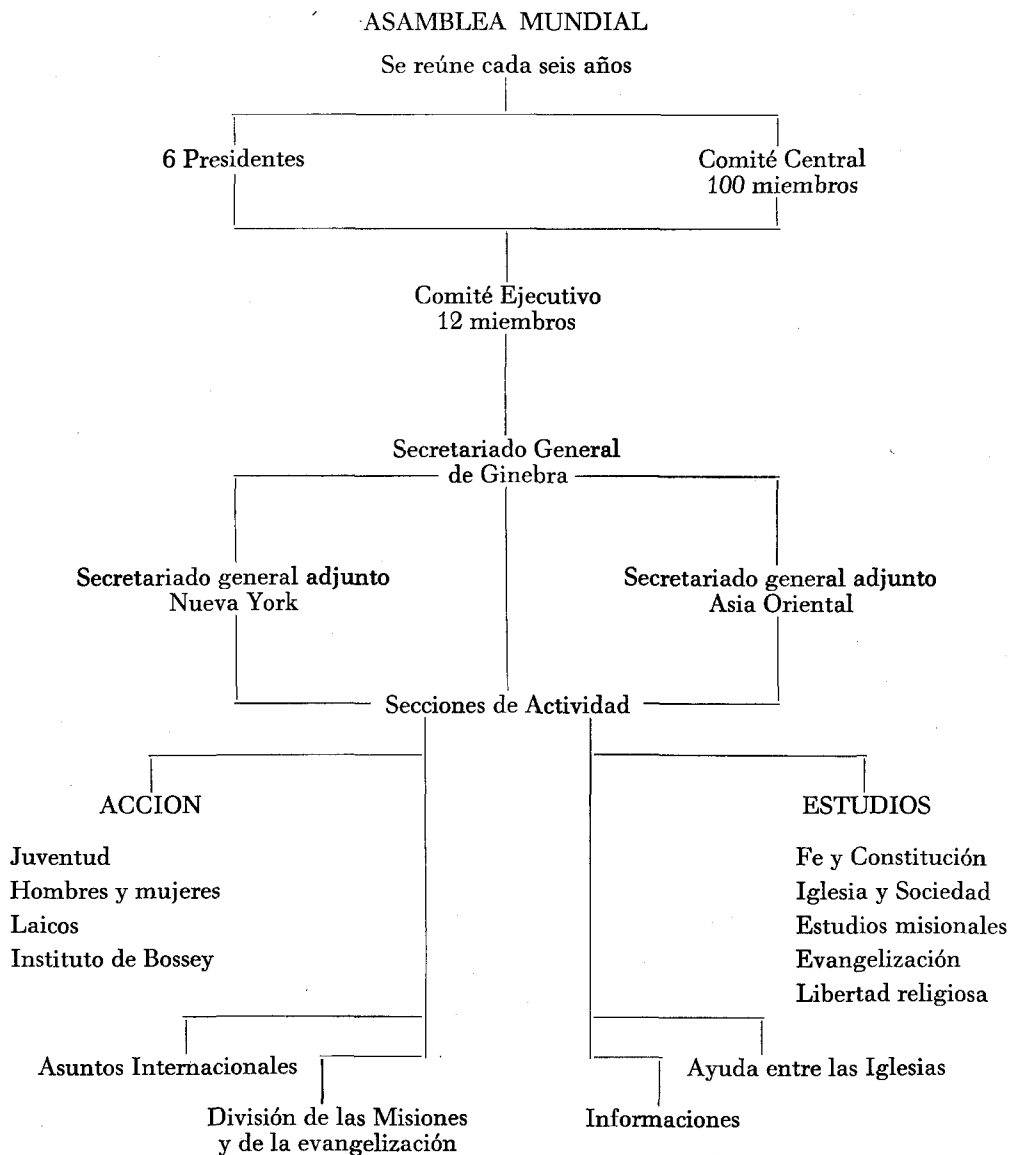 ASAMBLEA MUNDIAL
Se reúne cada seis años
6 Presidentes
Comité Central
100 miembros
Comité Ejecutivo
12 miembros
Secretariado General
de Ginebra
Secretariado general adjunto
Nueva York
Secretariado general adjunto
Asia Oriental
Secciones de Actividad
ACCION
Juventud
Hombres y mujeres
Laicos
Instituto de Bossey
ESTUDIOS
Fe y Constitución
Iglesia y Sociedad
Estudios misionales
Evangelización
Libertad religiosa
Asuntos Internacionales
División de las Misiones
y de la evangelización
Informaciones
Ayuda entre las Iglesias